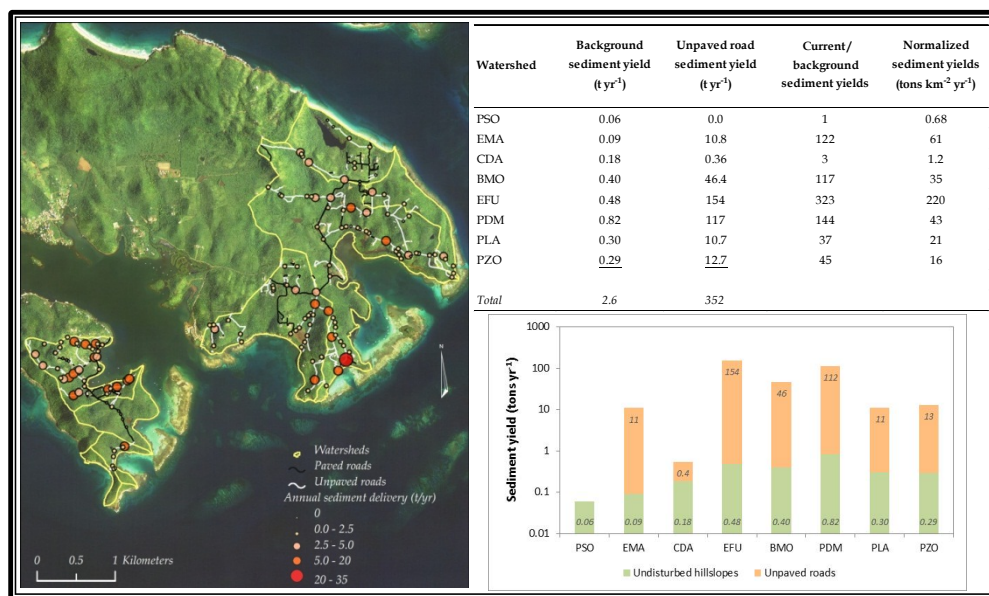 Watersheds
Paved roads
Unpaved roads
Annual sediment delivery (t/yr)
0
0.0 - 2.5
2.5 - 5.0
5.0 - 20
20 - 35
0 0.5 1 Kilometers
N
Watershed Background sediment yield (t yr-1) Unpaved road sediment yield (t yr-1) Current/ background sediment yields Normalized sediment yields (tons km-2 yr-1)
PSO 0.06 0.0 1 0.68
EMA 0.09 10.8 122 61
CDA 0.18 0.36 3 1.2
BMO 0.40 46.4 117 35
EFU 0.48 154 323 220
PDM 0.82 117 144 43
PLA 0.30 10.7 37 21
PZO 0.29 12.7 45 16
Total 2.6 352
Sediment yield (tons yr-1)
1000
100
10
1
0.1
0.01
154 46 112
11 11 13
0.4
0.06 0.09 0.18 0.48 0.40 0.82 0.30 0.29
PSO EMA CDA EFU BMO PDM PLA PZO
Undisturbed hillslopes Unpaved roads